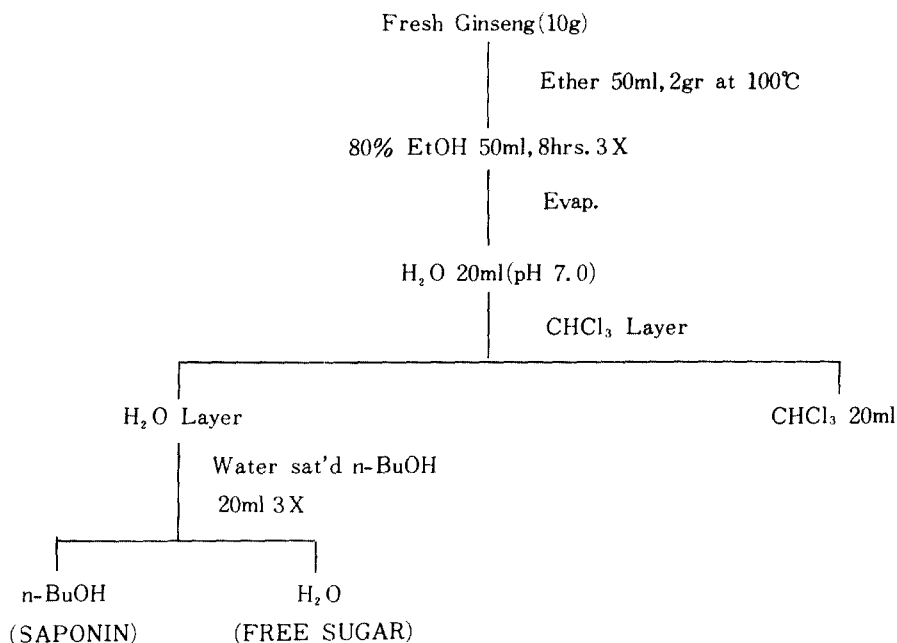 Fresh Ginseng(10g)
Ether 50ml, 2gr at 100℃
80% EtOH 50ml, 8hrs. 3X
Evap.
H₂O 20ml(pH 7.0)
CHCl₃ Layer
H₂O Layer
CHCl₃ 20ml
Water sat'd n-BuOH
20ml 3X
n-BuOH
H₂O
(SAPONIN)
(FREE SUGAR)